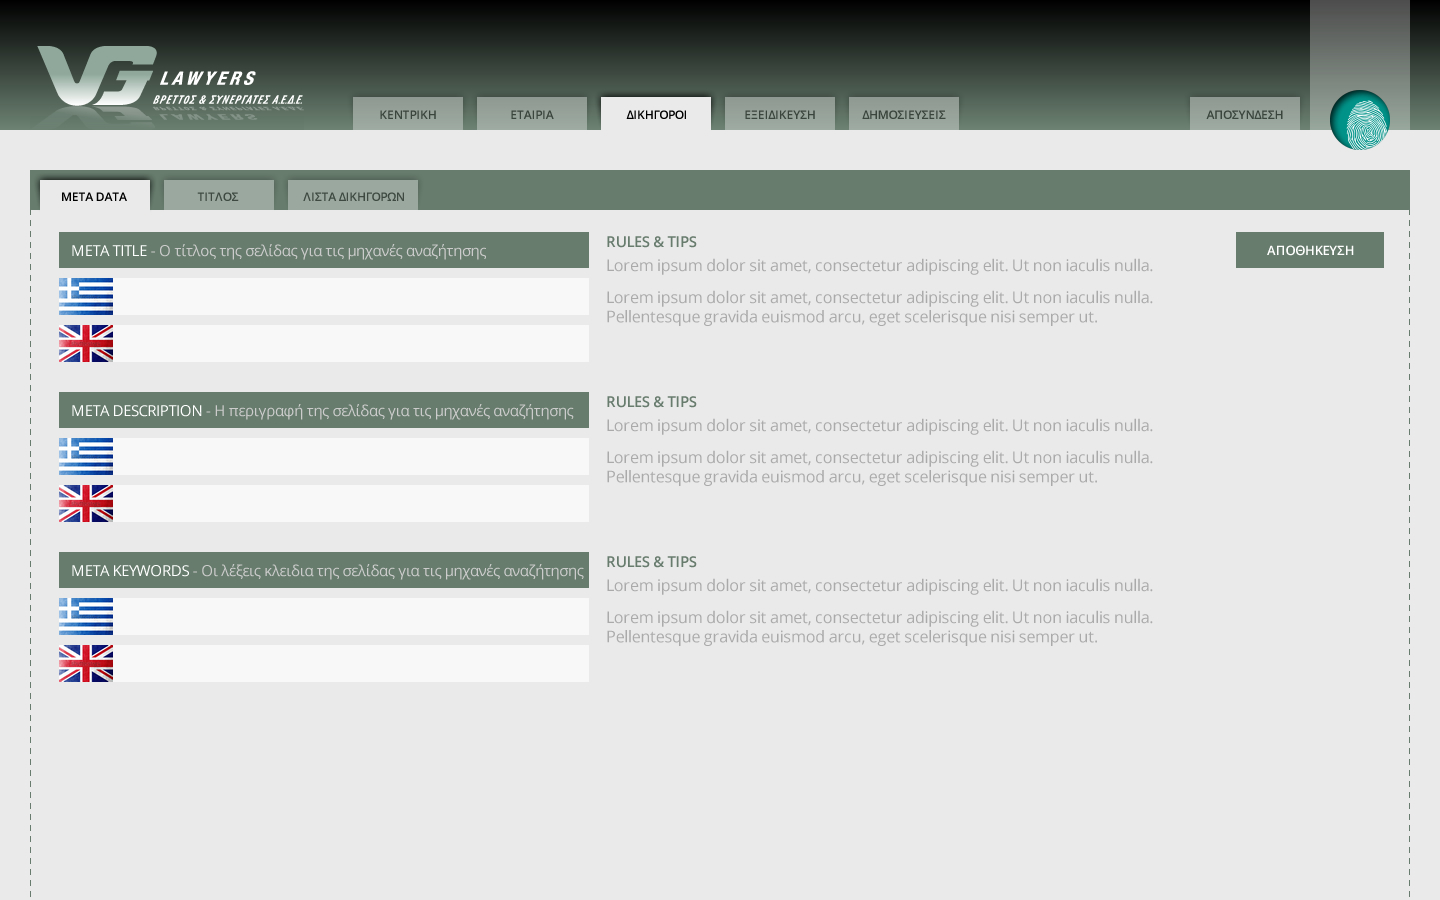 LAWYERS
ΒΡΕΤΤΟΣ & ΣΥΝΕΡΓΑΤΕΣ Α.Ε.Δ.Ε.
ΚΕΝΤΡΙΚΗ
ΕΤΑΙΡΙΑ
ΔΙΚΗΓΟΡΟΙ
ΕΞΕΙΔΙΚΕΥΣΗ
ΔΗΜΟΣΙΕΥΣΕΙΣ
ΑΠΟΣΥΝΔΕΣΗ
META DATA
ΤΙΤΛΟΣ
ΛΙΣΤΑ ΔΙΚΗΓΟΡΩΝ
META TITLE - Ο τίτλος της σελίδας για τις μηχανές αναζήτησης
RULES & TIPS
Lorem ipsum dolor sit amet, consectetur adipiscing elit. Ut non iaculis nulla.
Lorem ipsum dolor sit amet, consectetur adipiscing elit. Ut non iaculis nulla.
Pellentesque gravida euismod arcu, eget scelerisque nisi semper ut.
ΑΠΟΘΗΚΕΥΣΗ
META DESCRIPTION - Η περιγραφή της σελίδας για τις μηχανές αναζήτησης
RULES & TIPS
Lorem ipsum dolor sit amet, consectetur adipiscing elit. Ut non iaculis nulla.
Lorem ipsum dolor sit amet, consectetur adipiscing elit. Ut non iaculis nulla.
Pellentesque gravida euismod arcu, eget scelerisque nisi semper ut.
META KEYWORDS - Οι λέξεις κλειδια της σελίδας για τις μηχανές αναζήτησης
RULES & TIPS
Lorem ipsum dolor sit amet, consectetur adipiscing elit. Ut non iaculis nulla.
Lorem ipsum dolor sit amet, consectetur adipiscing elit. Ut non iaculis nulla.
Pellentesque gravida euismod arcu, eget scelerisque nisi semper ut.